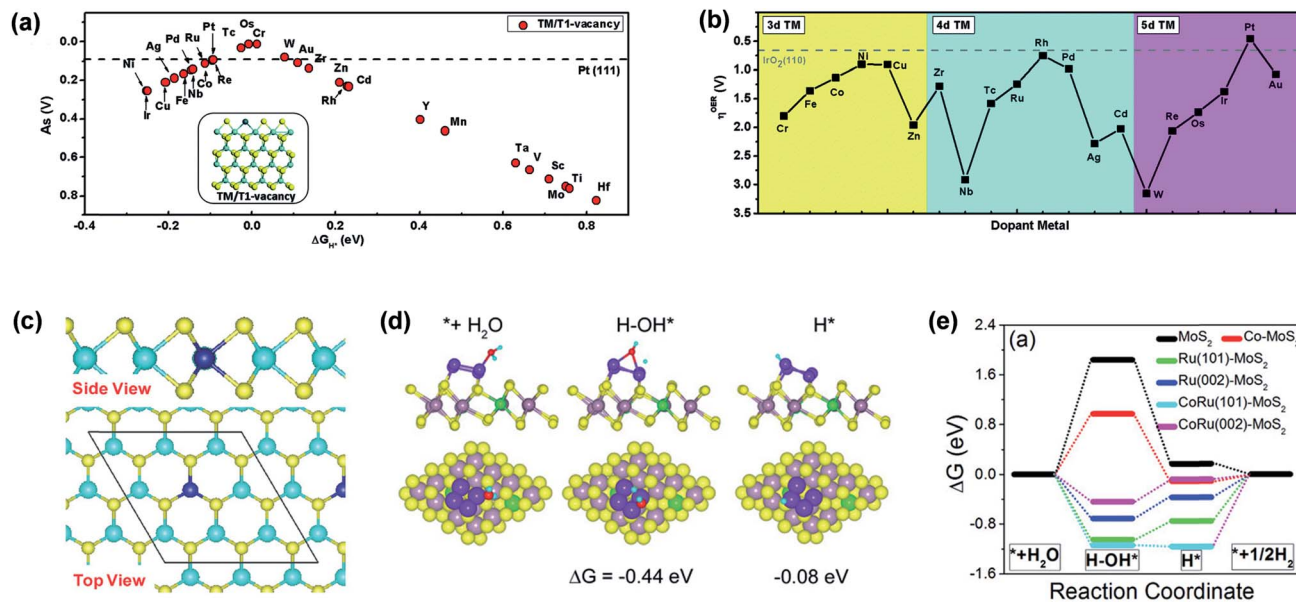 (a)
TM/T1-vacancy
As (V)
0.0
0.2
0.4
0.6
0.8
Ni
Ir
Cu
Ag
Fe
Pd
Nb
Ru
Co
Pt
Re
Tc
Os
Cr
W
Au
Zr
Zn
Rh
Cd
Pt (111)
Y
Mn
Ta
V
Sc
Mo
Ti
Hf
TM/T1-vacancy
-0.4 -0.2 0.0 0.2 0.4 0.6 0.8
ΔG_H* (eV)
(b)
3d TM
4d TM
5d TM
η^OER (V)
0.5
1.0
1.5
2.0
2.5
3.0
3.5
IrO2(110)
Cr
Fe
Co
Ni
Cu
Zn
Zr
Nb
Tc
Ru
Rh
Pd
Ag
Cd
W
Re
Os
Ir
Pt
Au
Dopant Metal
(c)
Side View
Top View
(d)
*+ H2O
H-OH*
H*
ΔG = -0.44 eV
-0.08 eV
(e)
(a)
MoS2
Co-MoS2
Ru(101)-MoS2
Ru(002)-MoS2
CoRu(101)-MoS2
CoRu(002)-MoS2
ΔG (eV)
2.4
1.6
0.8
0.0
-0.8
-1.6
*+H2O
H-OH*
H*
*+1/2H2
Reaction Coordinate